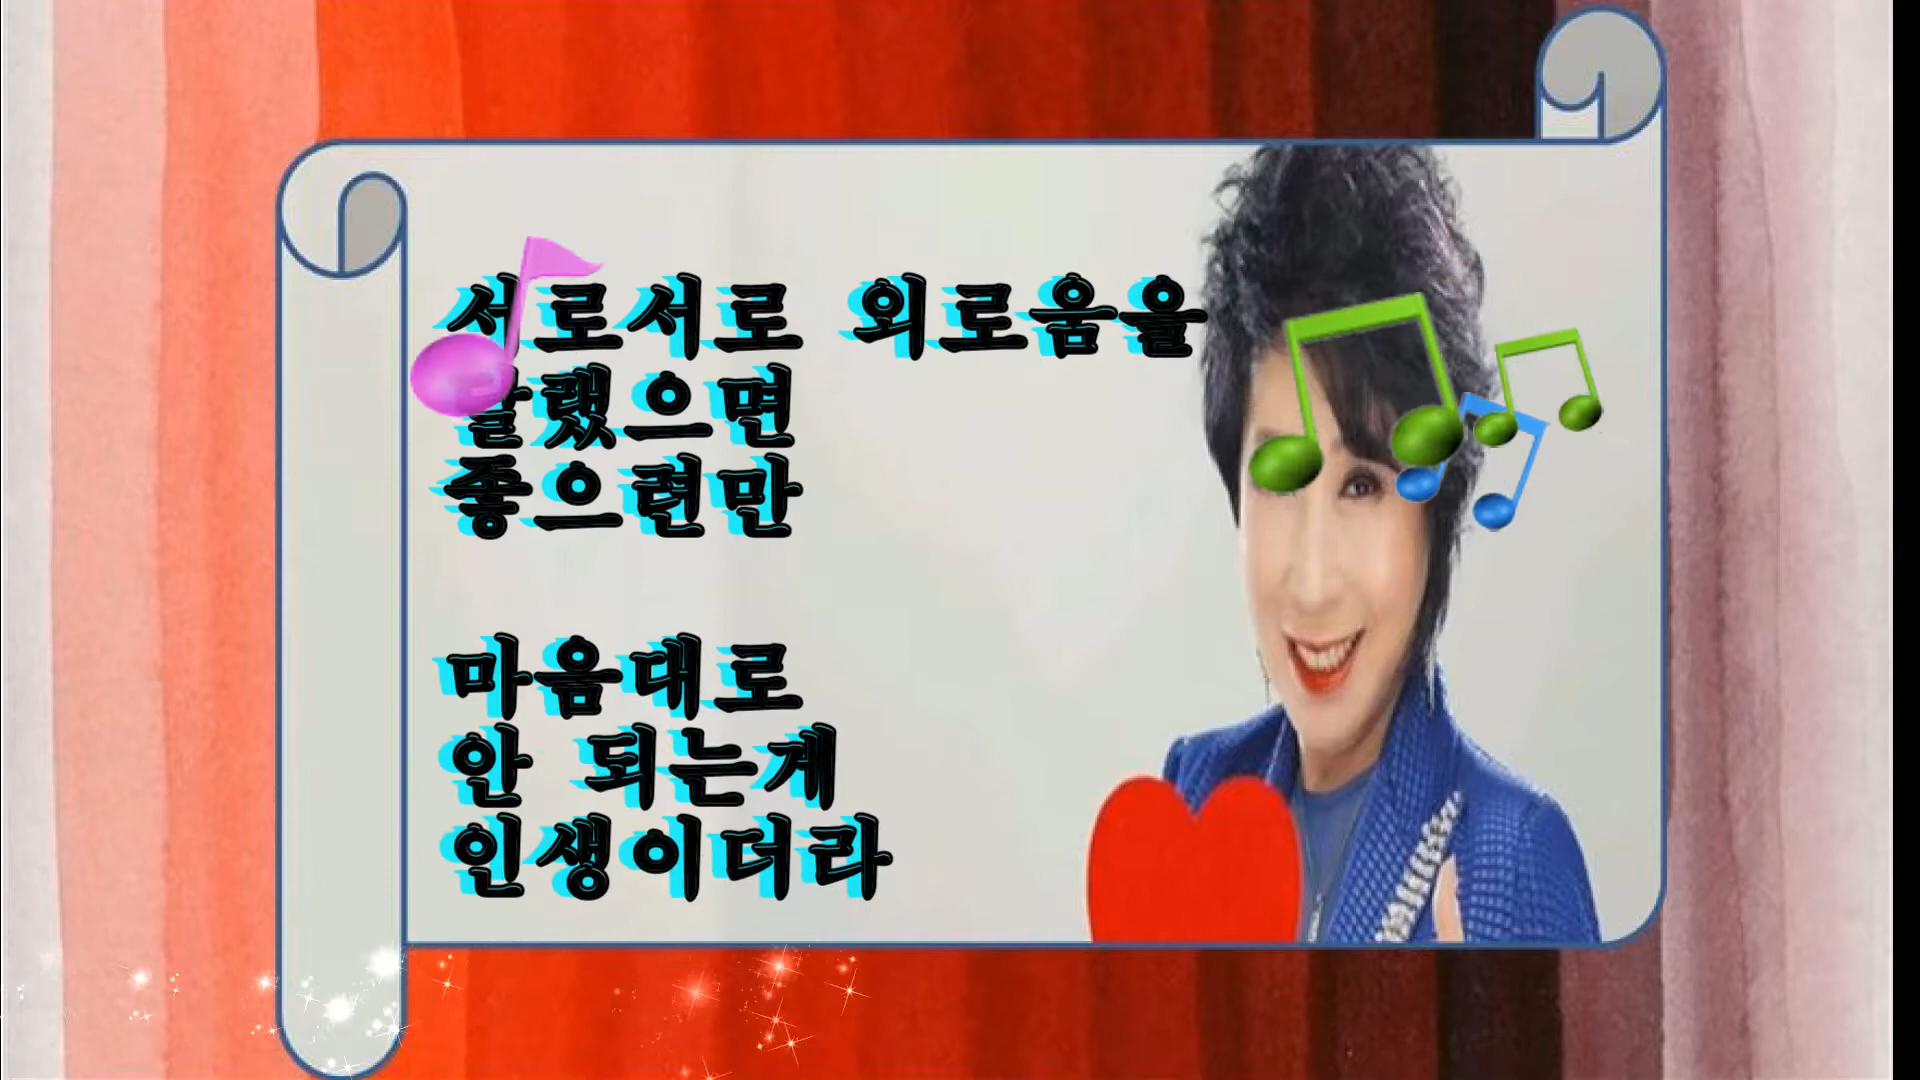 서로서로 외로움을
달랬으면
좋으련만
마음대로
안 되는게
인생이더라